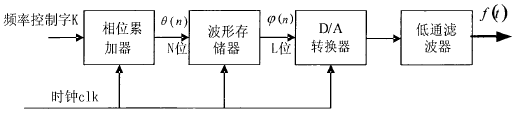 频率控制字K
相位累
加器
θ(n)
N位
波形存
储器
φ(n)
L位
D/A
转换器
低通滤
波器
f(t)
时钟clk